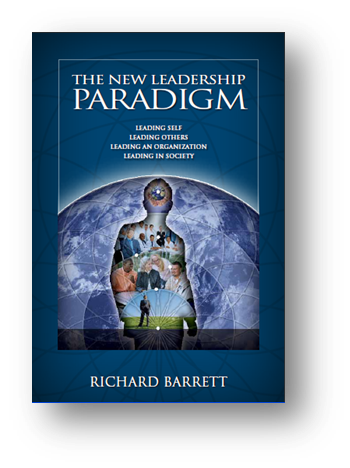 THE NEW LEADERSHIP
PARADIGM
LEADING SELF
LEADING OTHERS
LEADING AN ORGANIZATION
LEADING IN SOCIETY
RICHARD BARRETT